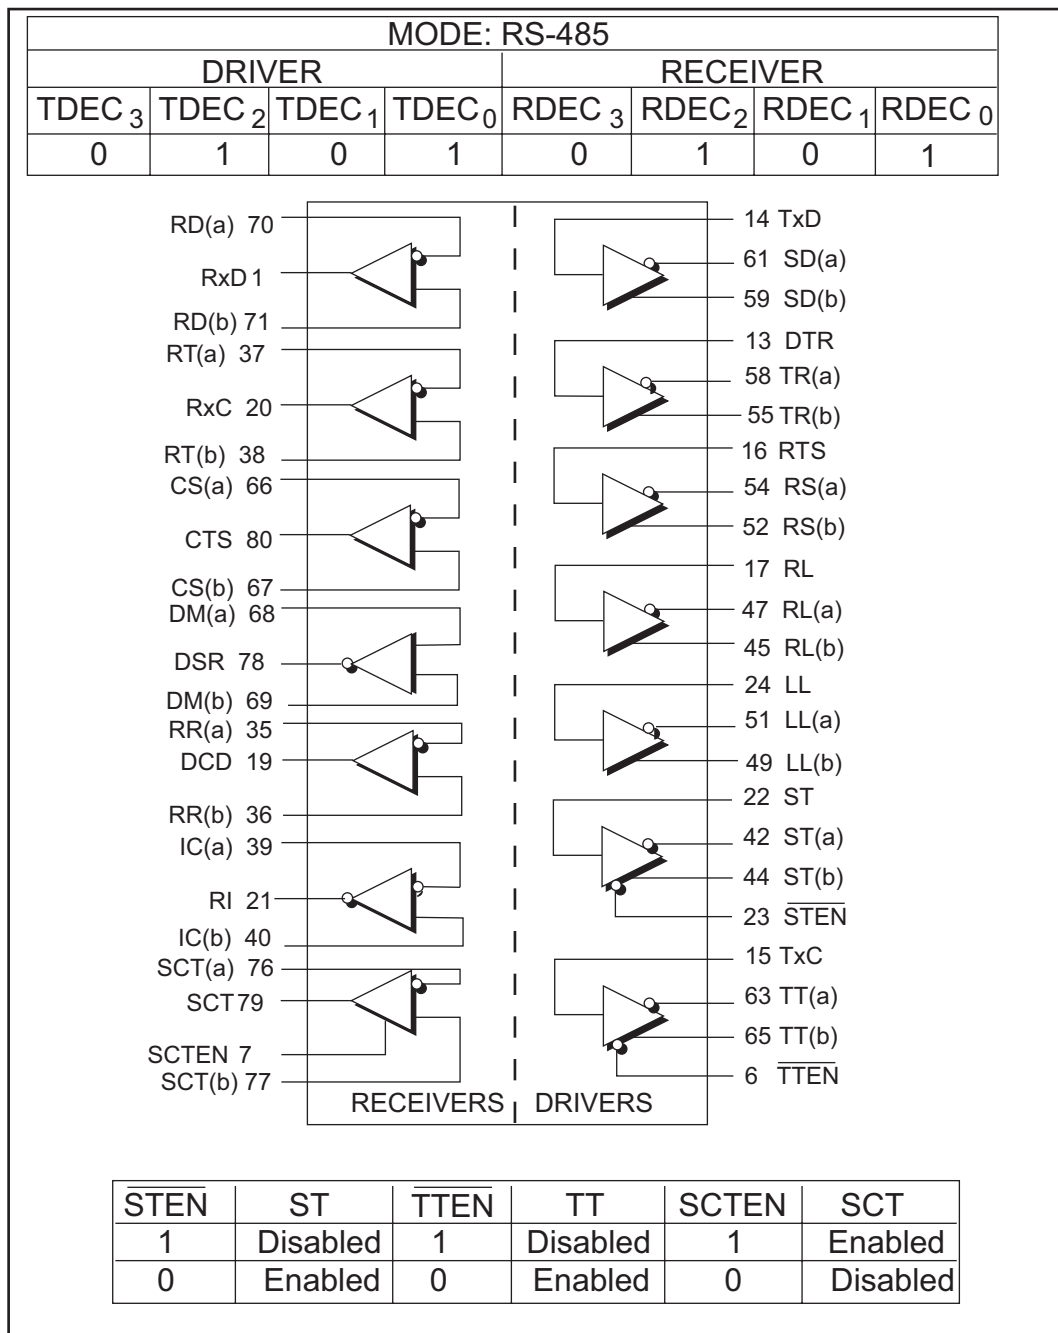 MODE: RS-485
DRIVER RECEIVER
TDEC3 TDEC2 TDEC1 TDEC0 RDEC3 RDEC2 RDEC1 RDEC0
0 1 0 1 0 1 0 1
RD(a) 70
RxD 1
RD(b) 71
RT(a) 37
RxC 20
RT(b) 38
CS(a) 66
CTS 80
CS(b) 67
DM(a) 68
DSR 78
DM(b) 69
RR(a) 35
DCD 19
RR(b) 36
IC(a) 39
RI 21
IC(b) 40
SCT(a) 76
SCT 79
SCTEN 7
SCT(b) 77
14 TxD
61 SD(a)
59 SD(b)
13 DTR
58 TR(a)
55 TR(b)
16 RTS
54 RS(a)
52 RS(b)
17 RL
47 RL(a)
45 RL(b)
24 LL
51 LL(a)
49 LL(b)
22 ST
42 ST(a)
44 ST(b)
23 S̅T̅E̅N̅
15 TxC
63 TT(a)
65 TT(b)
6 T̅T̅E̅N̅
RECEIVERS DRIVERS
S̅T̅E̅N̅ ST T̅T̅E̅N̅ TT SCTEN SCT
1 Disabled 1 Disabled 1 Enabled
0 Enabled 0 Enabled 0 Disabled